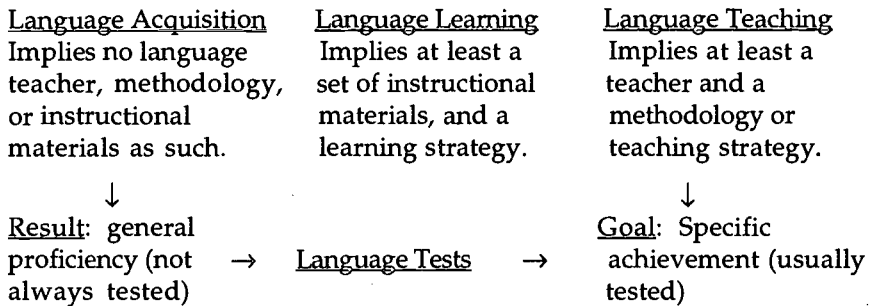 Language Acquisition
Implies no language
teacher, methodology,
or instructional
materials as such.
Language Learning
Implies at least a
set of instructional
materials, and a
learning strategy.
Language Teaching
Implies at least a
teacher and a
methodology or
teaching strategy.
↓ ↓
Result: general
proficiency (not
always tested)
→ Language Tests →
Goal: Specific
achievement (usually
tested)